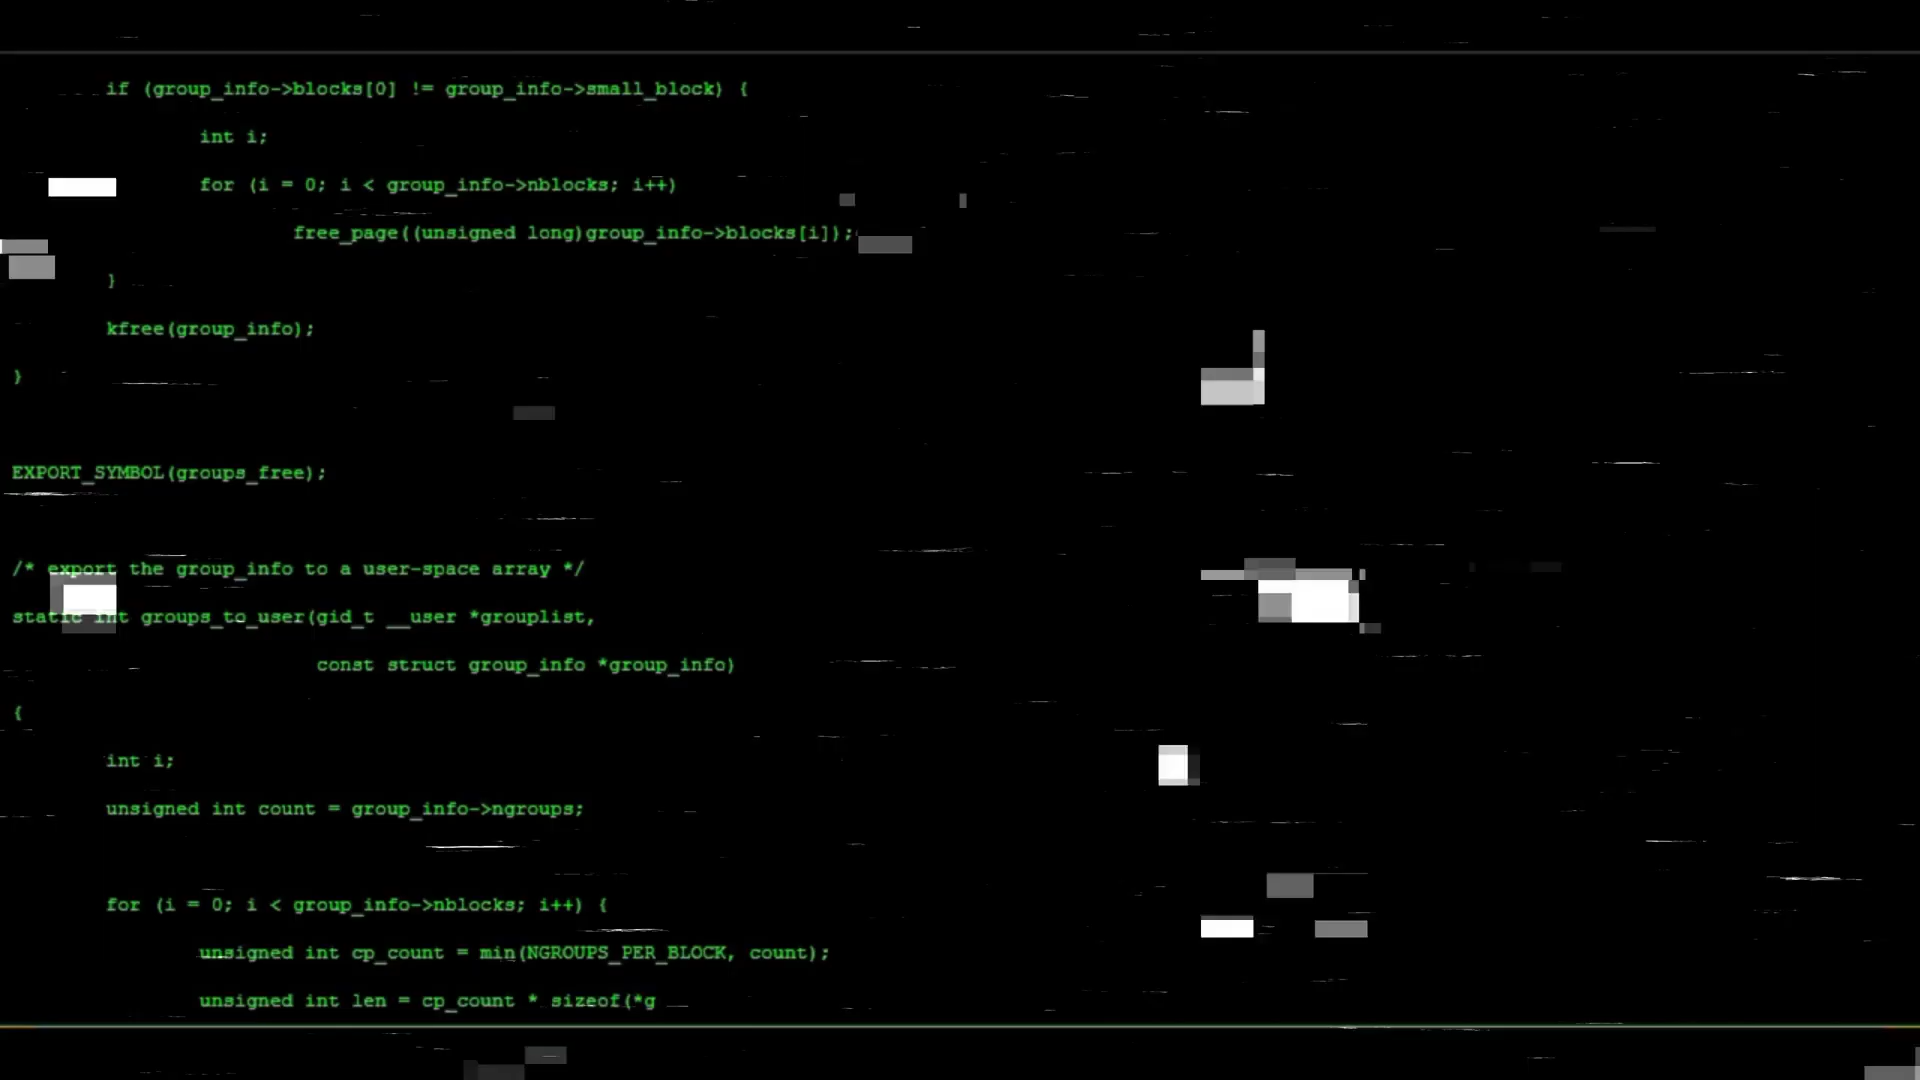 if (group_info->blocks[0] != group_info->small_block) {
int i;
for (i = 0; i < group_info->nblocks; i++)
free_page((unsigned long)group_info->blocks[i]);
}
kfree(group_info);
}
EXPORT_SYMBOL(groups_free);
/* export the group_info to a user-space array */
static int groups_to_user(gid_t __user *grouplist,
const struct group_info *group_info)
{
int i;
unsigned int count = group_info->ngroups;
for (i = 0; i < group_info->nblocks; i++) {
unsigned int cp_count = min(NGROUPS_PER_BLOCK, count);
unsigned int len = cp_count * sizeof(*g